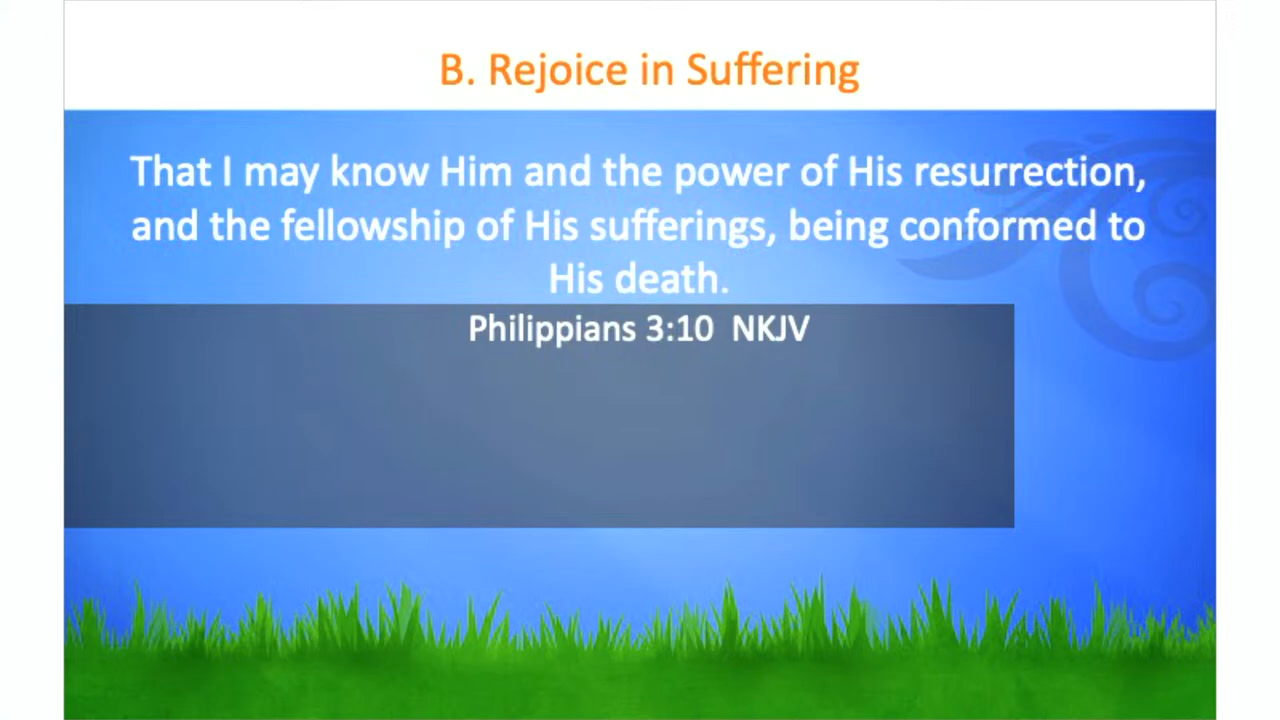 B. Rejoice in Suffering
That I may know Him and the power of His resurrection,
and the fellowship of His sufferings, being conformed to
His death.
Philippians 3:10  NKJV